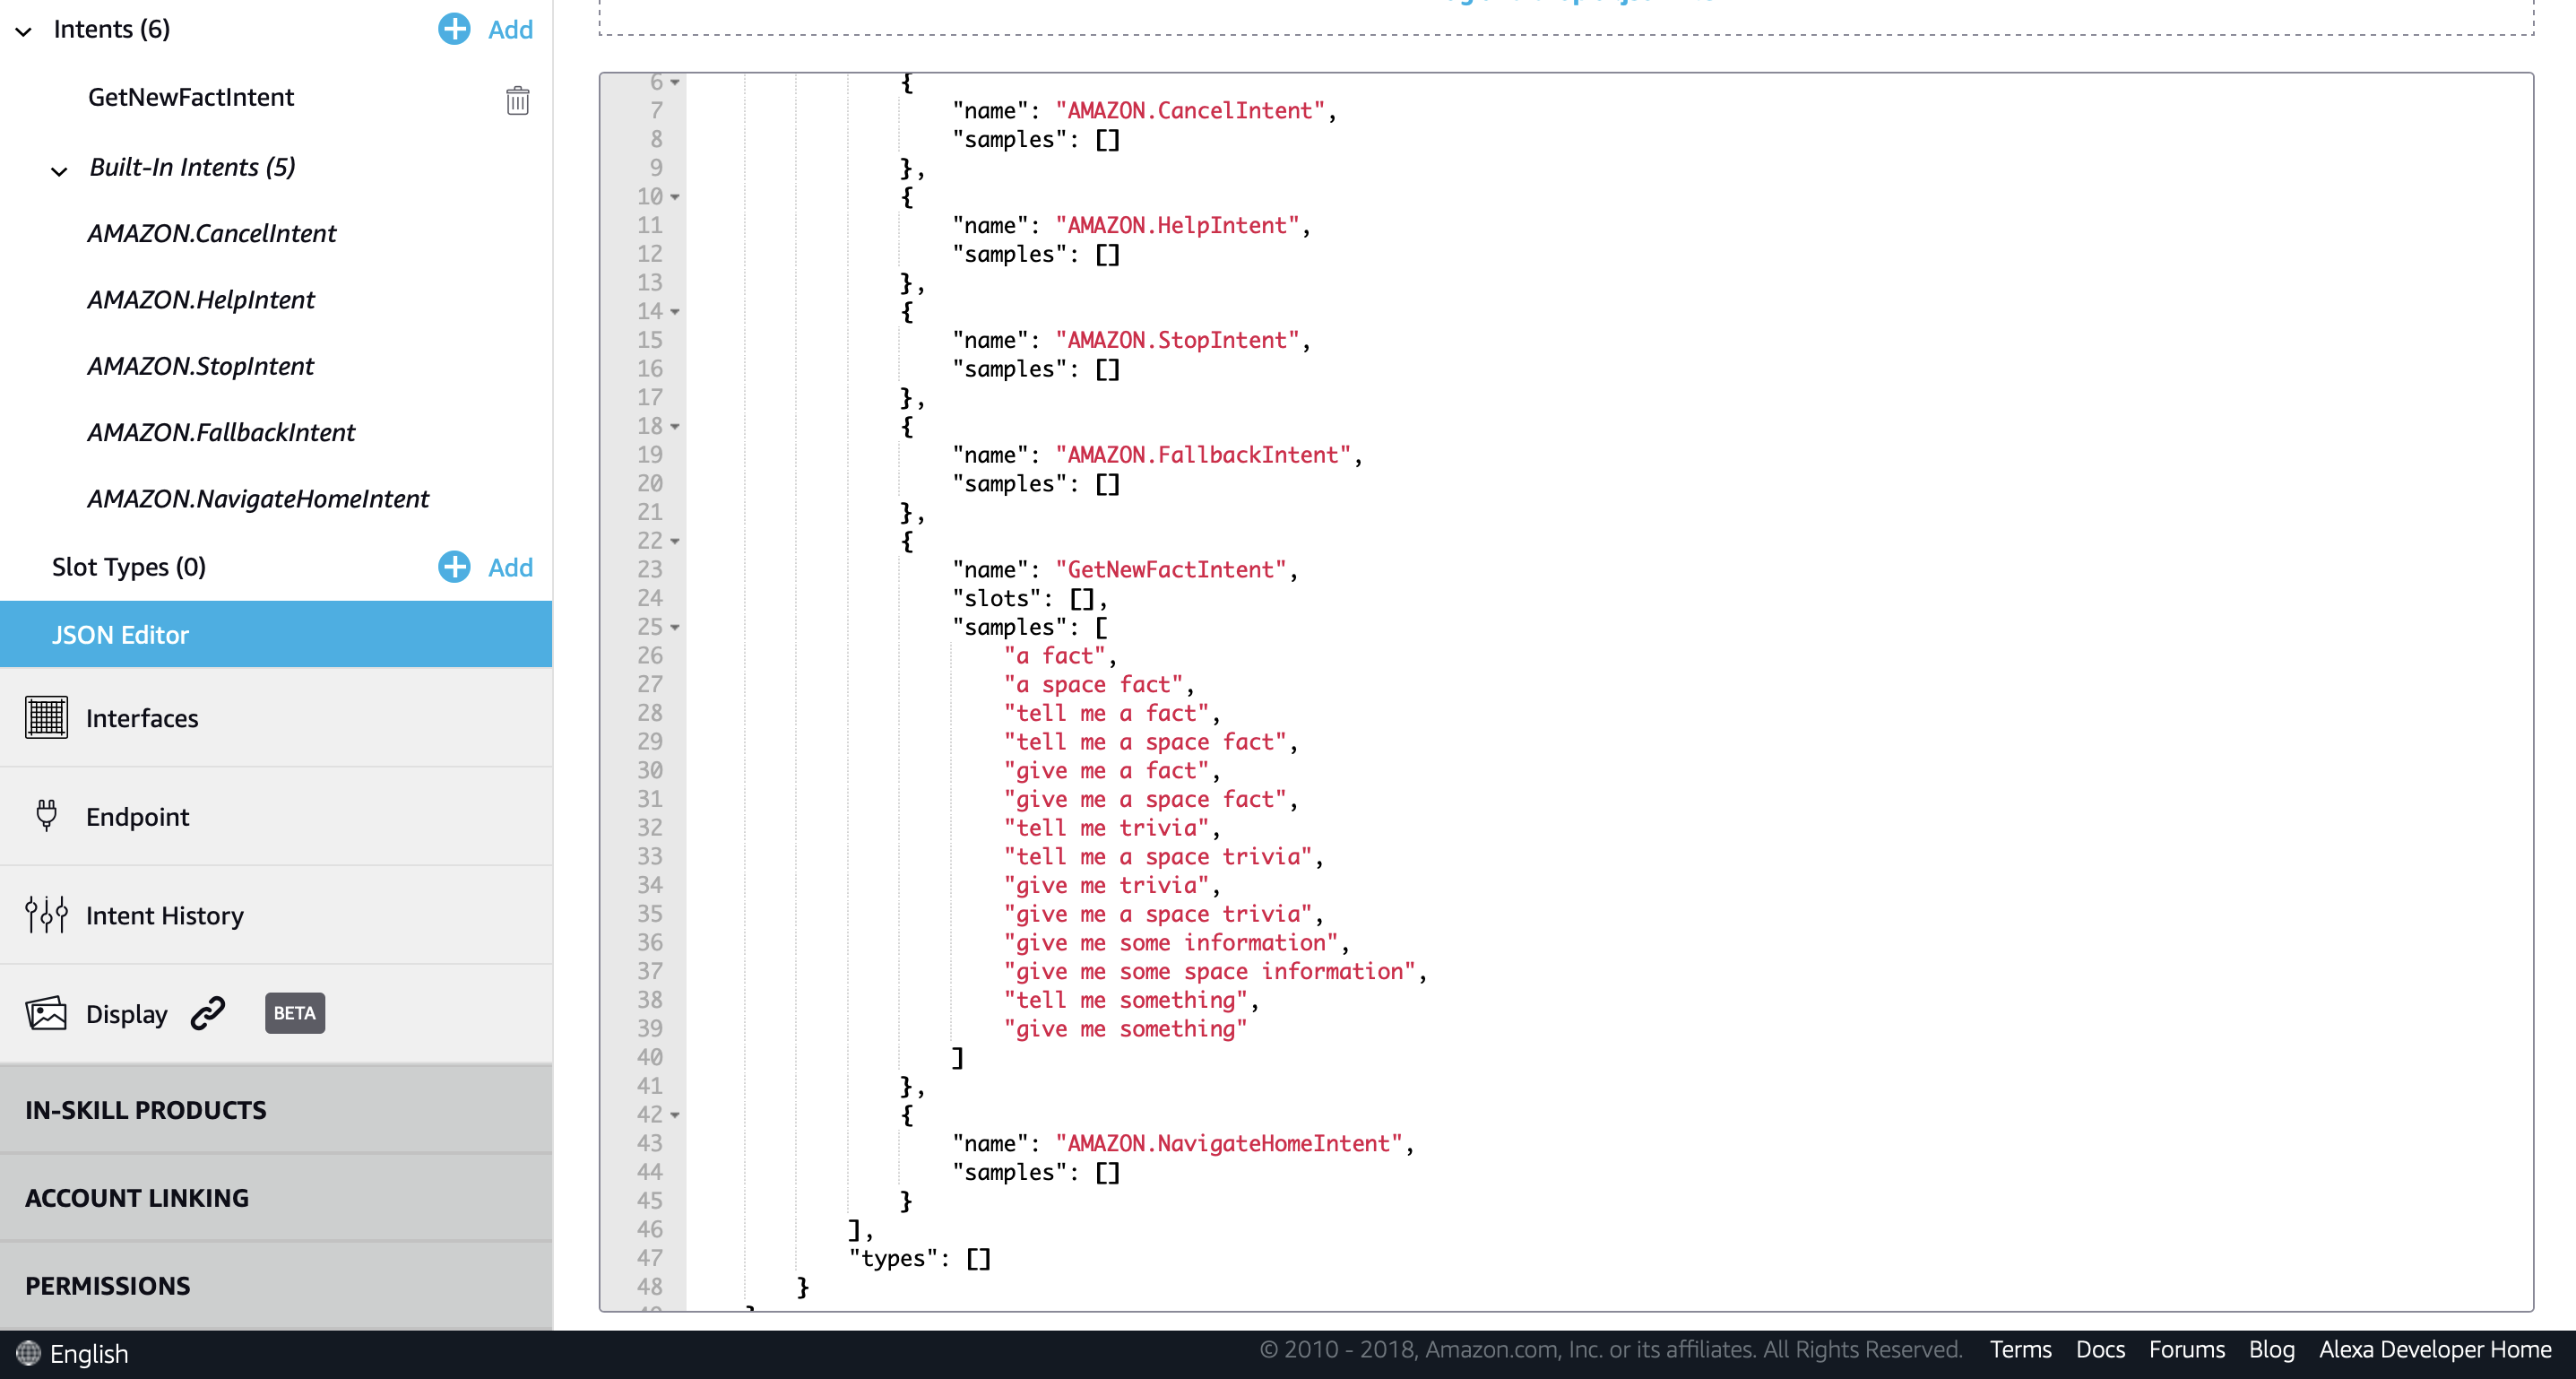 Intents (6)
Add
GetNewFactIntent
Built-In Intents (5)
AMAZON.CancelIntent
AMAZON.HelpIntent
AMAZON.StopIntent
AMAZON.FallbackIntent
AMAZON.NavigateHomeIntent
Slot Types (0)
Add
JSON Editor
Interfaces
Endpoint
Intent History
Display
BETA
IN-SKILL PRODUCTS
ACCOUNT LINKING
PERMISSIONS
6 {
7 "name": "AMAZON.CancelIntent",
8 "samples": []
9 },
10 {
11 "name": "AMAZON.HelpIntent",
12 "samples": []
13 },
14 {
15 "name": "AMAZON.StopIntent",
16 "samples": []
17 },
18 {
19 "name": "AMAZON.FallbackIntent",
20 "samples": []
21 },
22 {
23 "name": "GetNewFactIntent",
24 "slots": [],
25 "samples": [
26 "a fact",
27 "a space fact",
28 "tell me a fact",
29 "tell me a space fact",
30 "give me a fact",
31 "give me a space fact",
32 "tell me trivia",
33 "tell me a space trivia",
34 "give me trivia",
35 "give me a space trivia",
36 "give me some information",
37 "give me some space information",
38 "tell me something",
39 "give me something"
40 ]
41 },
42 {
43 "name": "AMAZON.NavigateHomeIntent",
44 "samples": []
45 }
46 ],
47 "types": []
48 }
English
© 2010 - 2018, Amazon.com, Inc. or its affiliates. All Rights Reserved.
Terms
Docs
Forums
Blog
Alexa Developer Home